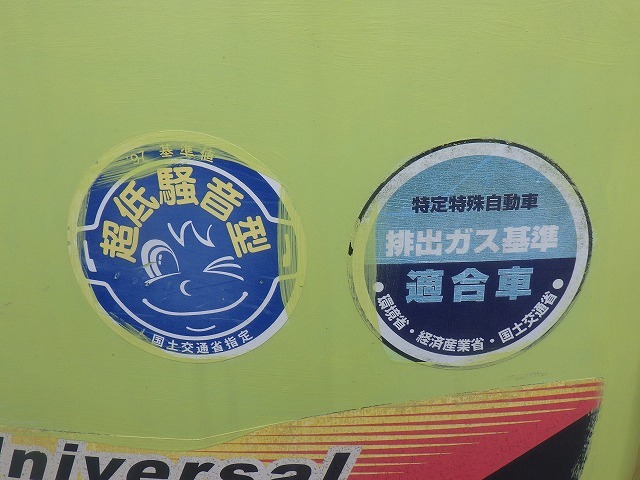 '97 基準値
超低騒音型
国土交通省指定
特定特殊自動車
排出ガス基準
適合車
・環境省・経済産業省・国土交通省・
Universal